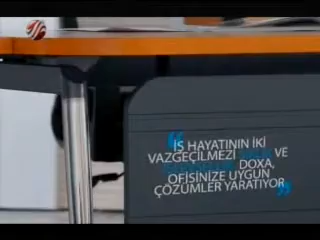 İŞ HAYATININ İKİ
VAZGEÇİLMEZİ VE
DOXA,
OFİSİNİZE UYGUN
ÇÖZÜMLER YARATIYOR